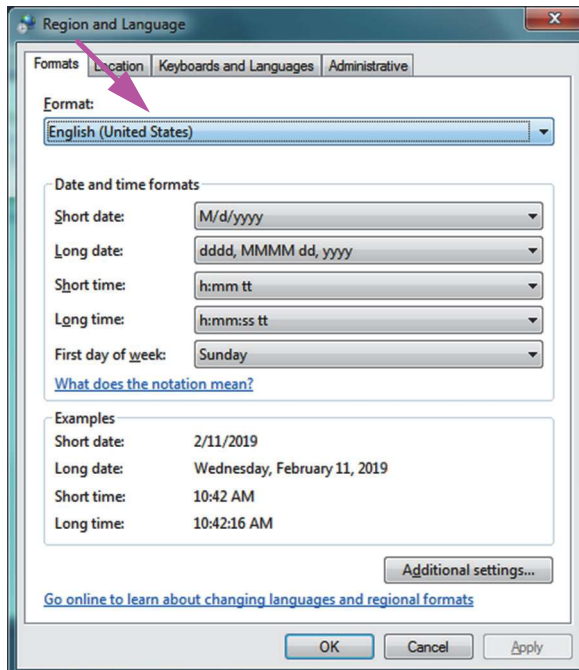 Region and Language
Formats Location Keyboards and Languages Administrative
Format:
English (United States)
Date and time formats
Short date: M/d/yyyy
Long date: dddd, MMMM dd, yyyy
Short time: h:mm tt
Long time: h:mm:ss tt
First day of week: Sunday
What does the notation mean?
Examples
Short date: 2/11/2019
Long date: Wednesday, February 11, 2019
Short time: 10:42 AM
Long time: 10:42:16 AM
Additional settings...
Go online to learn about changing languages and regional formats
OK Cancel Apply